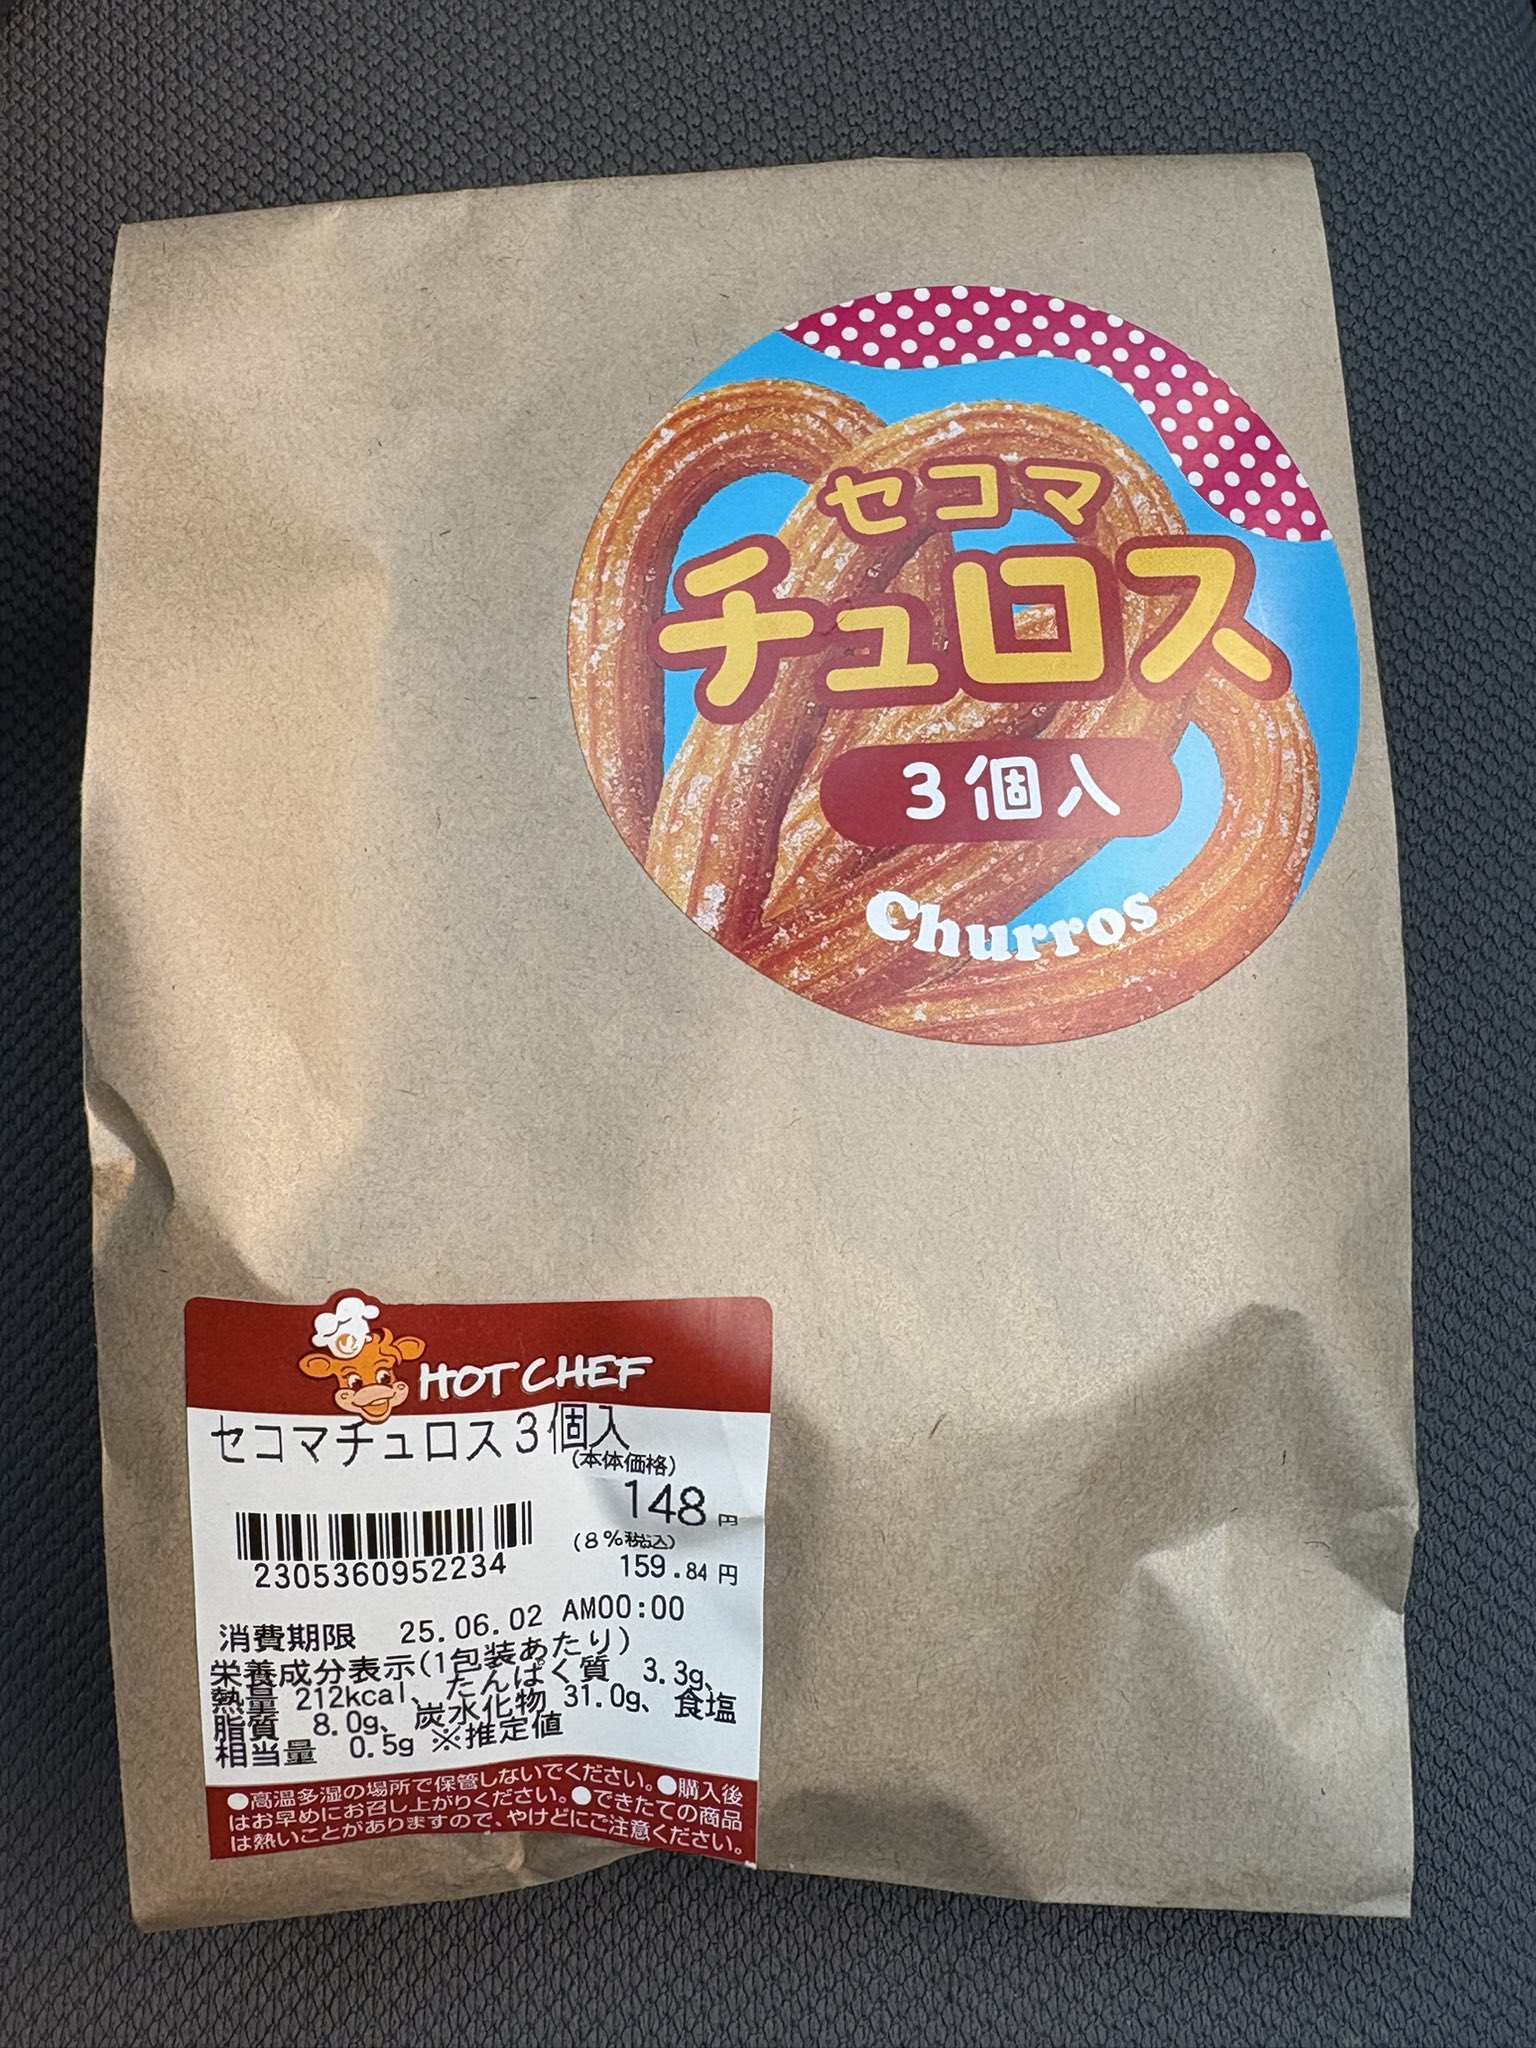 セコマ
チュロス
3個入
Churros
HOT CHEF
セコマチュロス3個入
(本体価格)
148円
(8%税込)
159.84円
2305360952234
消費期限 25.06.02 AM00:00
栄養成分表示(1包装あたり)
熱量 212kcal、たんぱく質 3.3g、
脂質 8.0g、炭水化物 31.0g、食塩
相当量 0.5g ※推定値
●高温多湿の場所で保管しないでください。●購入後
はお早めにお召し上がりください。●できたての商品
は熱いことがありますので、やけどにご注意ください。